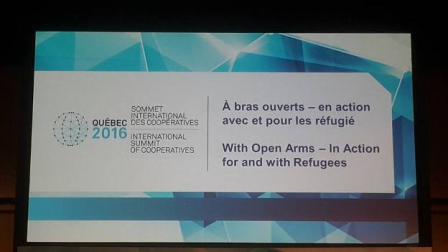 QUÉBEC
2016
SOMMET
INTERNATIONAL
DES COOPÉRATIVES
INTERNATIONAL
SUMMIT
OF COOPERATIVES
À bras ouverts – en action
avec et pour les réfugié
With Open Arms – In Action
for and with Refugees